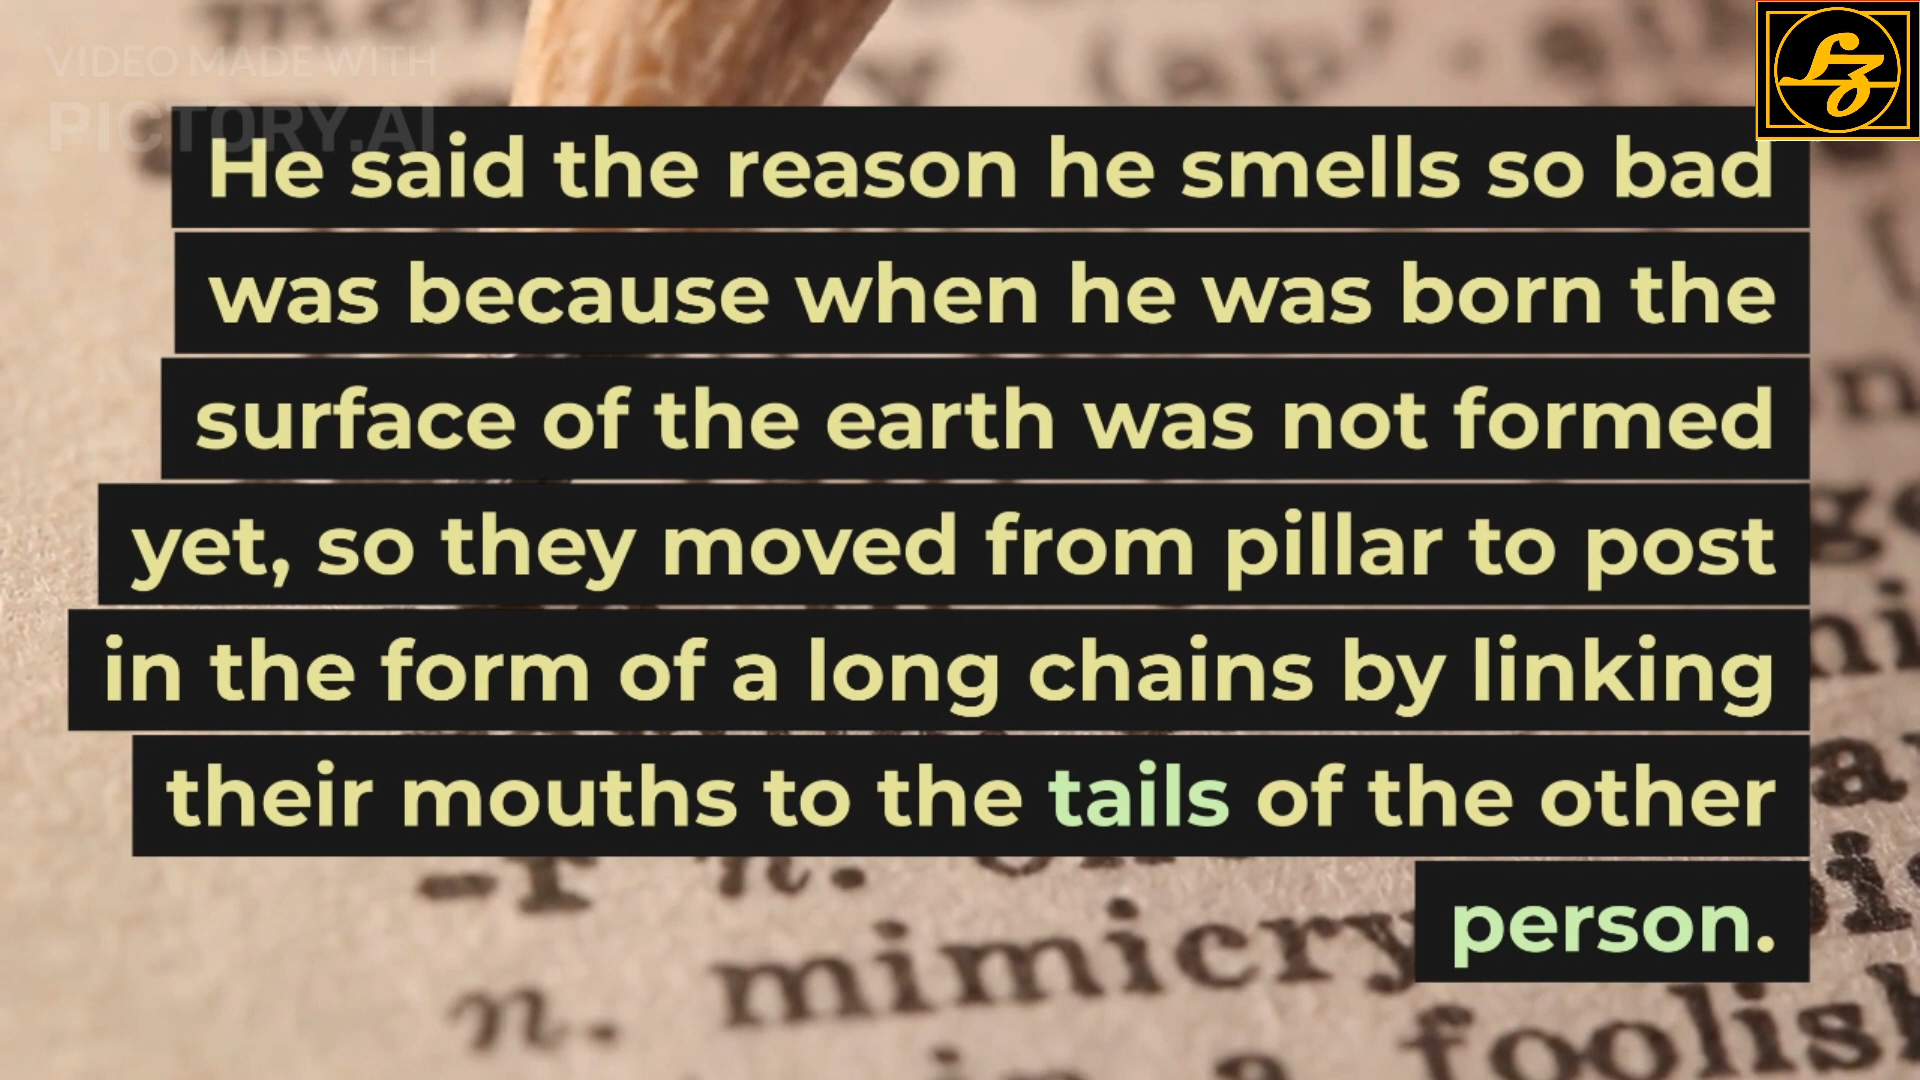 VIDEO MADE WITH
PICTORY.AI
He said the reason he smells so bad
was because when he was born the
surface of the earth was not formed
yet, so they moved from pillar to post
in the form of a long chains by linking
their mouths to the tails of the other
person.
n.
mimicry
n.
in a foolish